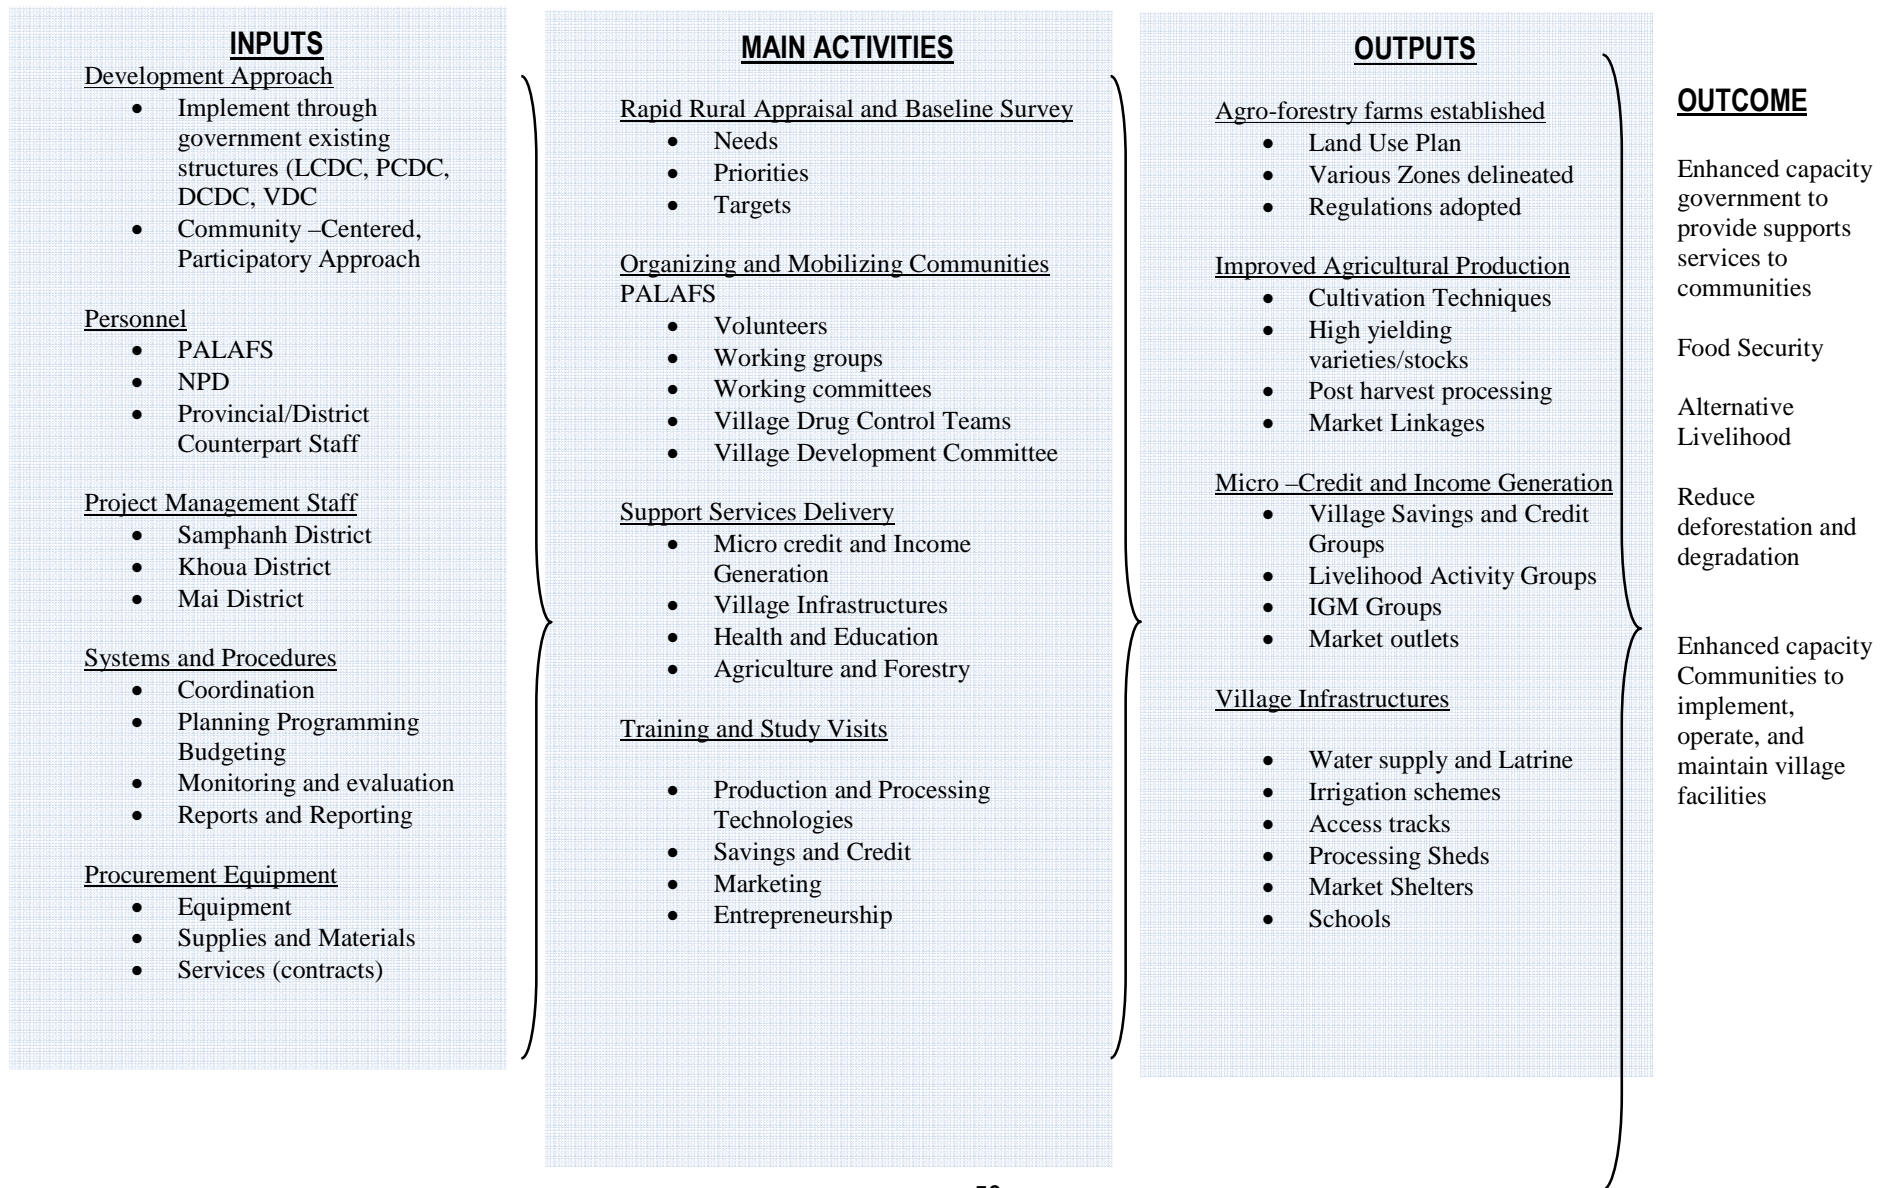 INPUTS
Development Approach
• Implement through
government existing
structures (LCDC, PCDC,
DCDC, VDC
• Community –Centered,
Participatory Approach
Personnel
• PALAFS
• NPD
• Provincial/District
Counterpart Staff
Project Management Staff
• Samphanh District
• Khoua District
• Mai District
Systems and Procedures
• Coordination
• Planning Programming
Budgeting
• Monitoring and evaluation
• Reports and Reporting
Procurement Equipment
• Equipment
• Supplies and Materials
• Services (contracts)
MAIN ACTIVITIES
Rapid Rural Appraisal and Baseline Survey
• Needs
• Priorities
• Targets
Organizing and Mobilizing Communities
PALAFS
• Volunteers
• Working groups
• Working committees
• Village Drug Control Teams
• Village Development Committee
Support Services Delivery
• Micro credit and Income
Generation
• Village Infrastructures
• Health and Education
• Agriculture and Forestry
Training and Study Visits
• Production and Processing
Technologies
• Savings and Credit
• Marketing
• Entrepreneurship
OUTPUTS
Agro-forestry farms established
• Land Use Plan
• Various Zones delineated
• Regulations adopted
Improved Agricultural Production
• Cultivation Techniques
• High yielding
varieties/stocks
• Post harvest processing
• Market Linkages
Micro –Credit and Income Generation
• Village Savings and Credit
Groups
• Livelihood Activity Groups
• IGM Groups
• Market outlets
Village Infrastructures
• Water supply and Latrine
• Irrigation schemes
• Access tracks
• Processing Sheds
• Market Shelters
• Schools
OUTCOME
Enhanced capacity
government to
provide supports
services to
communities
Food Security
Alternative
Livelihood
Reduce
deforestation and
degradation
Enhanced capacity
Communities to
implement,
operate, and
maintain village
facilities